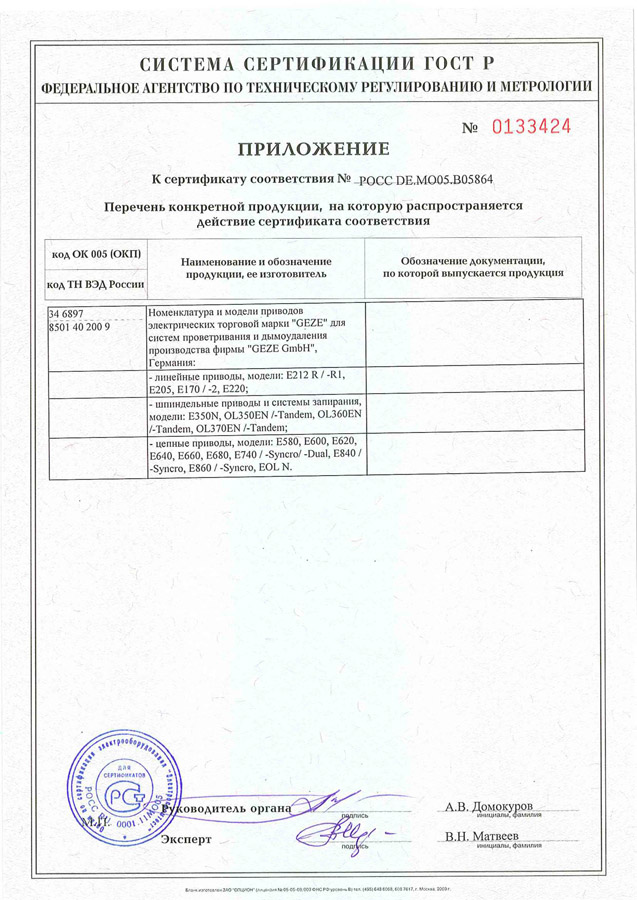 СИСТЕМА СЕРТИФИКАЦИИ ГОСТ Р
ФЕДЕРАЛЬНОЕ АГЕНТСТВО ПО ТЕХНИЧЕСКОМУ РЕГУЛИРОВАНИЮ И МЕТРОЛОГИИ
№ 0133424
ПРИЛОЖЕНИЕ
К сертификату соответствия № РОСС DE.МО05.В05864
Перечень конкретной продукции, на которую распространяется
действие сертификата соответствия
код ОК 005 (ОКП)
код ТН ВЭД России
Наименование и обозначение
продукции, ее изготовитель
Обозначение документации,
по которой выпускается продукция
34 6897
8501 40 200 9
Номенклатура и модели приводов
электрических торговой марки "GEZE" для
систем проветривания и дымоудаления
производства фирмы "GEZE GmbH",
Германия:
- линейные приводы, модели: E212 R / -R1,
E205, E170 / -2, E220;
- шпиндельные приводы и системы запирания,
модели: E350N, OL350EN /-Tandem, OL360EN
/-Tandem, OL370EN /-Tandem;
- цепные приводы, модели: E580, E600, E620,
E640, E660, E680, E740 / -Syncro/ -Dual, E840 /
-Syncro, E860 / -Syncro, EOL N.
ДЛЯ
СЕРТИФИКАТОВ
РОСС RU. 0001.11МО05
М.П.
Руководитель органа
подпись
А.В. Домокуров
инициалы, фамилия
Эксперт
подпись
В.Н. Матвеев
инициалы, фамилия